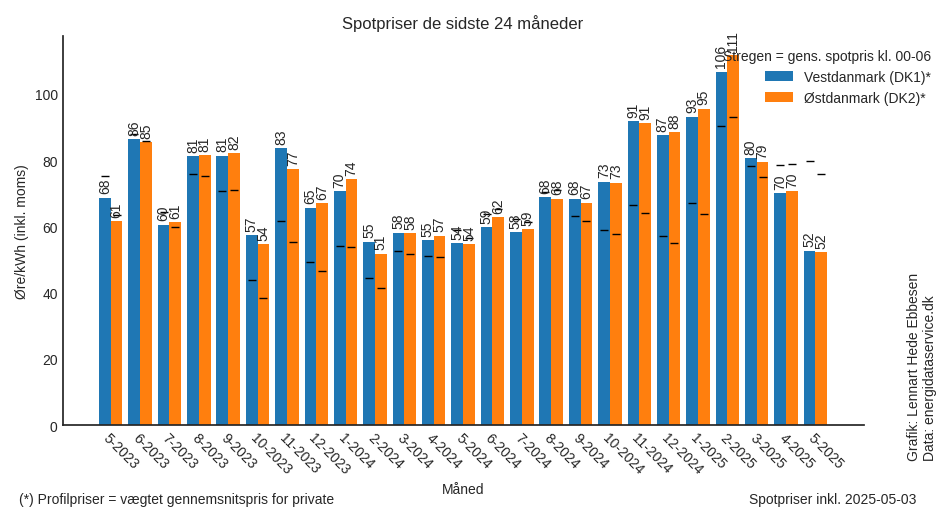 Spotpriser de sidste 24 måneder
Stregen = gens. spotpris kl. 00-06
Vestdanmark (DK1)*
Østdanmark (DK2)*
Øre/kWh (inkl. moms)
100
80
60
40
20
0
68 61 86 85 60 61 81 81 81 82 57 54 83 77 65 67 70 74 55 51 58 58 55 57 54 54 59 62 58 59 68 68 68 67 73 73 91 91 87 88 93 95 106 111 80 79 70 70 52 52
5-2023 6-2023 7-2023 8-2023 9-2023 10-2023 11-2023 12-2023 1-2024 2-2024 3-2024 4-2024 5-2024 6-2024 7-2024 8-2024 9-2024 10-2024 11-2024 12-2024 1-2025 2-2025 3-2025 4-2025 5-2025
Måned
Grafik: Lennart Hede Ebbesen
Data: energidataservice.dk
(*) Profilpriser = vægtet gennemsnitspris for private
Spotpriser inkl. 2025-05-03